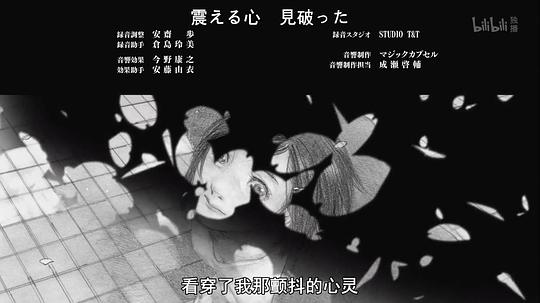 震える心　見破った
bilibili 独播
録音調整　安齋　歩
録音助手　倉島玲美
音響効果　今野康之
効果助手　安藤由衣
録音スタジオ　STUDIO T&T
音響制作　マジックカプセル
音響制作担当　成瀬啓輔
看穿了我那颤抖的心灵